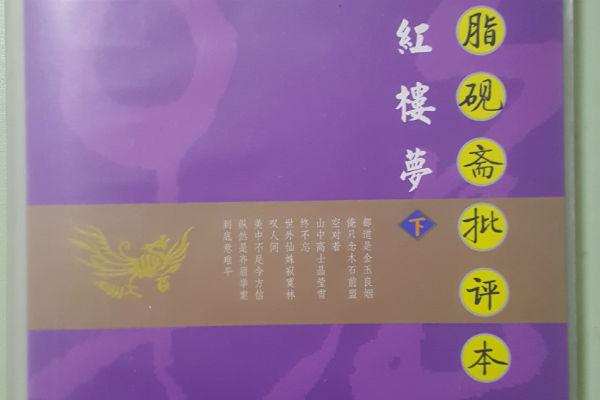 脂砚斋批评本
紅樓夢
下
都道是金玉良姻
俺只念木石前盟
空对着
山中高士晶莹雪
终不忘
世外仙姝寂寞林
叹人间
美中不足今方信
纵然是齐眉举案
到底意难平